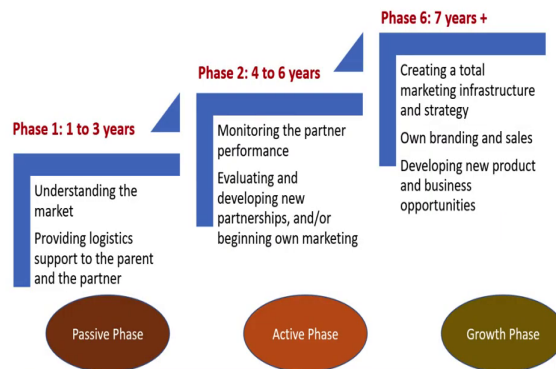 Phase 1: 1 to 3 years
Understanding the
market
Providing logistics
support to the parent
and the partner
Phase 2: 4 to 6 years
Monitoring the partner
performance
Evaluating and
developing new
partnerships, and/or
beginning own marketing
Phase 6: 7 years +
Creating a total
marketing infrastructure
and strategy
Own branding and sales
Developing new product
and business
opportunities
Passive Phase
Active Phase
Growth Phase